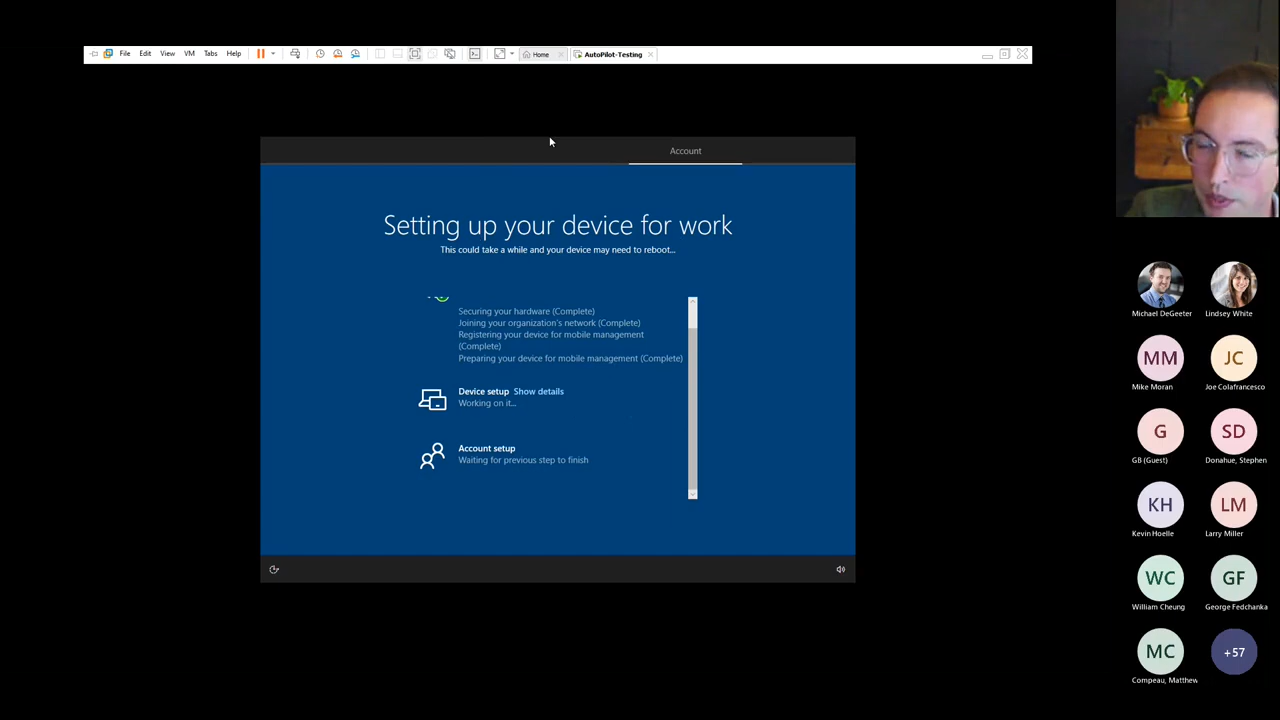 File Edit View VM Tabs Help
Home
AutoPilot-Testing
Account
Setting up your device for work
This could take a while and your device may need to reboot...
Securing your hardware (Complete)
Joining your organization's network (Complete)
Registering your device for mobile management
(Complete)
Preparing your device for mobile management (Complete)
Device setup Show details
Working on it...
Account setup
Waiting for previous step to finish
Michael DeGeeter
Lindsey White
MM
JC
Mike Moran
Joe Colafrancesco
G
SD
GB (Guest)
Donahue, Stephen
KH
LM
Kevin Hoelle
Larry Miller
WC
GF
William Cheung
George Fedchanka
MC
+57
Compeau, Matthew